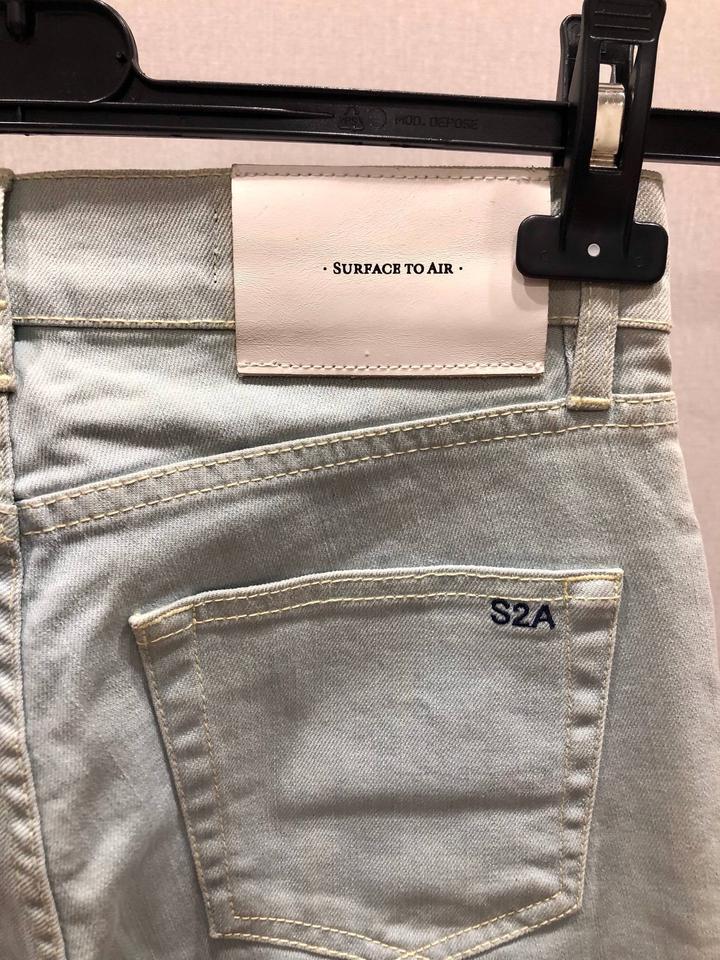 MOD. DEPOSE
· SURFACE TO AIR ·
S2A